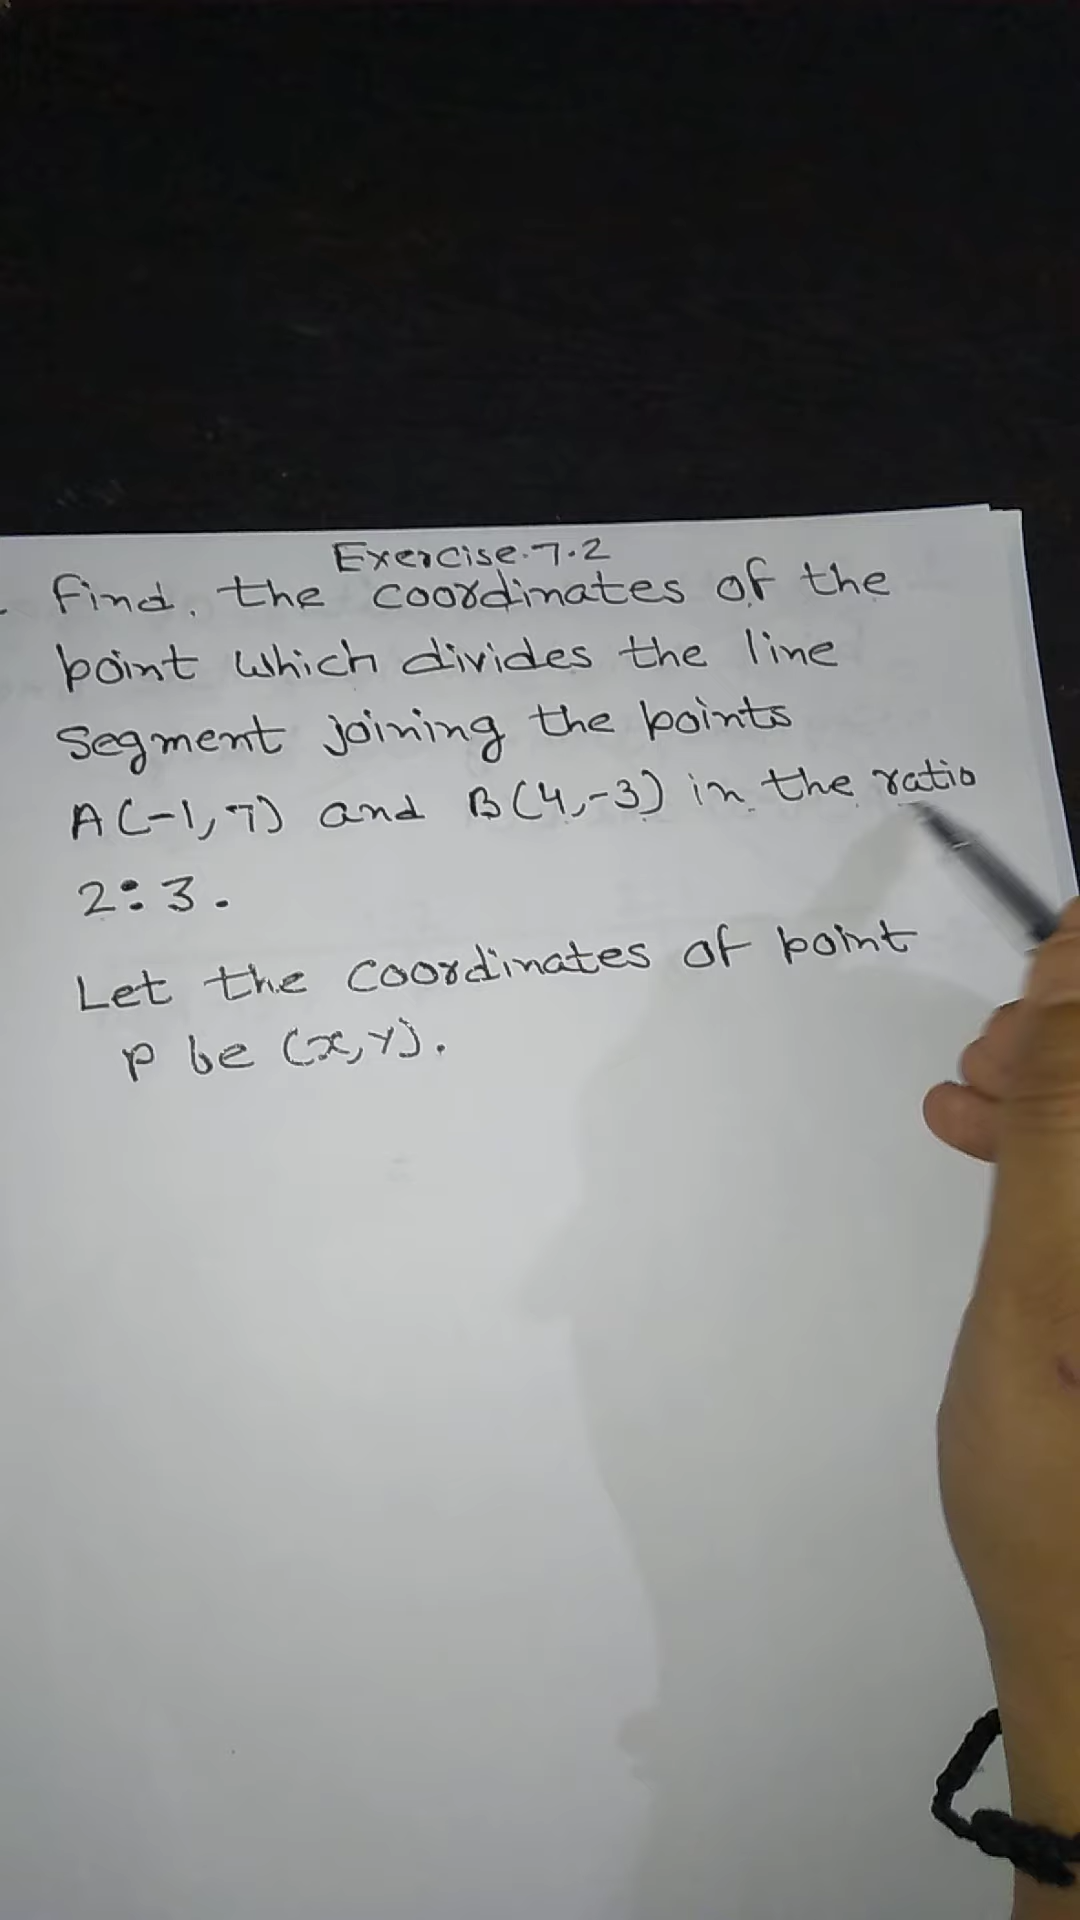 Exercise.7.2
Find. the coordinates of the
point which divides the line
segment joining the points
A(-1,7) and B(4,-3) in the ratio
2:3.
Let the coordinates of point
P be (x,y).